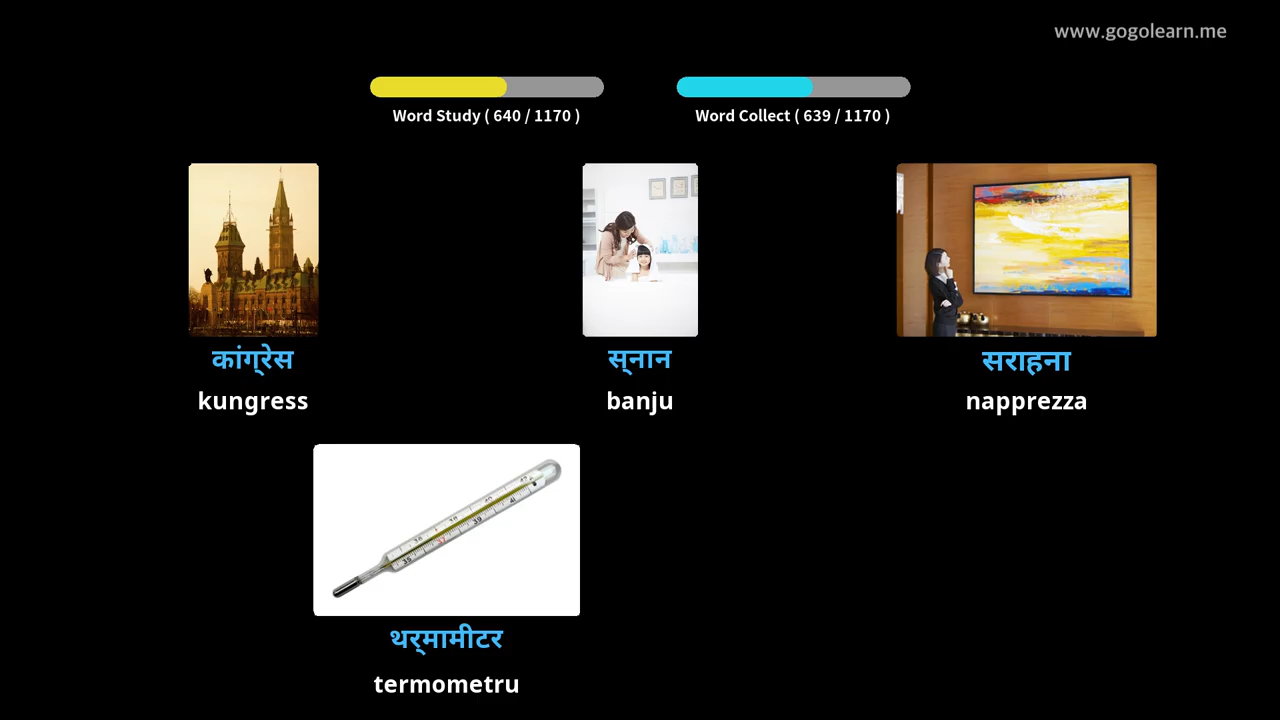 www.gogolearn.me
Word Study ( 640 / 1170 )
Word Collect ( 639 / 1170 )
कांग्रेस
स्नान
सराहना
kungress
banju
napprezza
थर्मामीटर
termometru